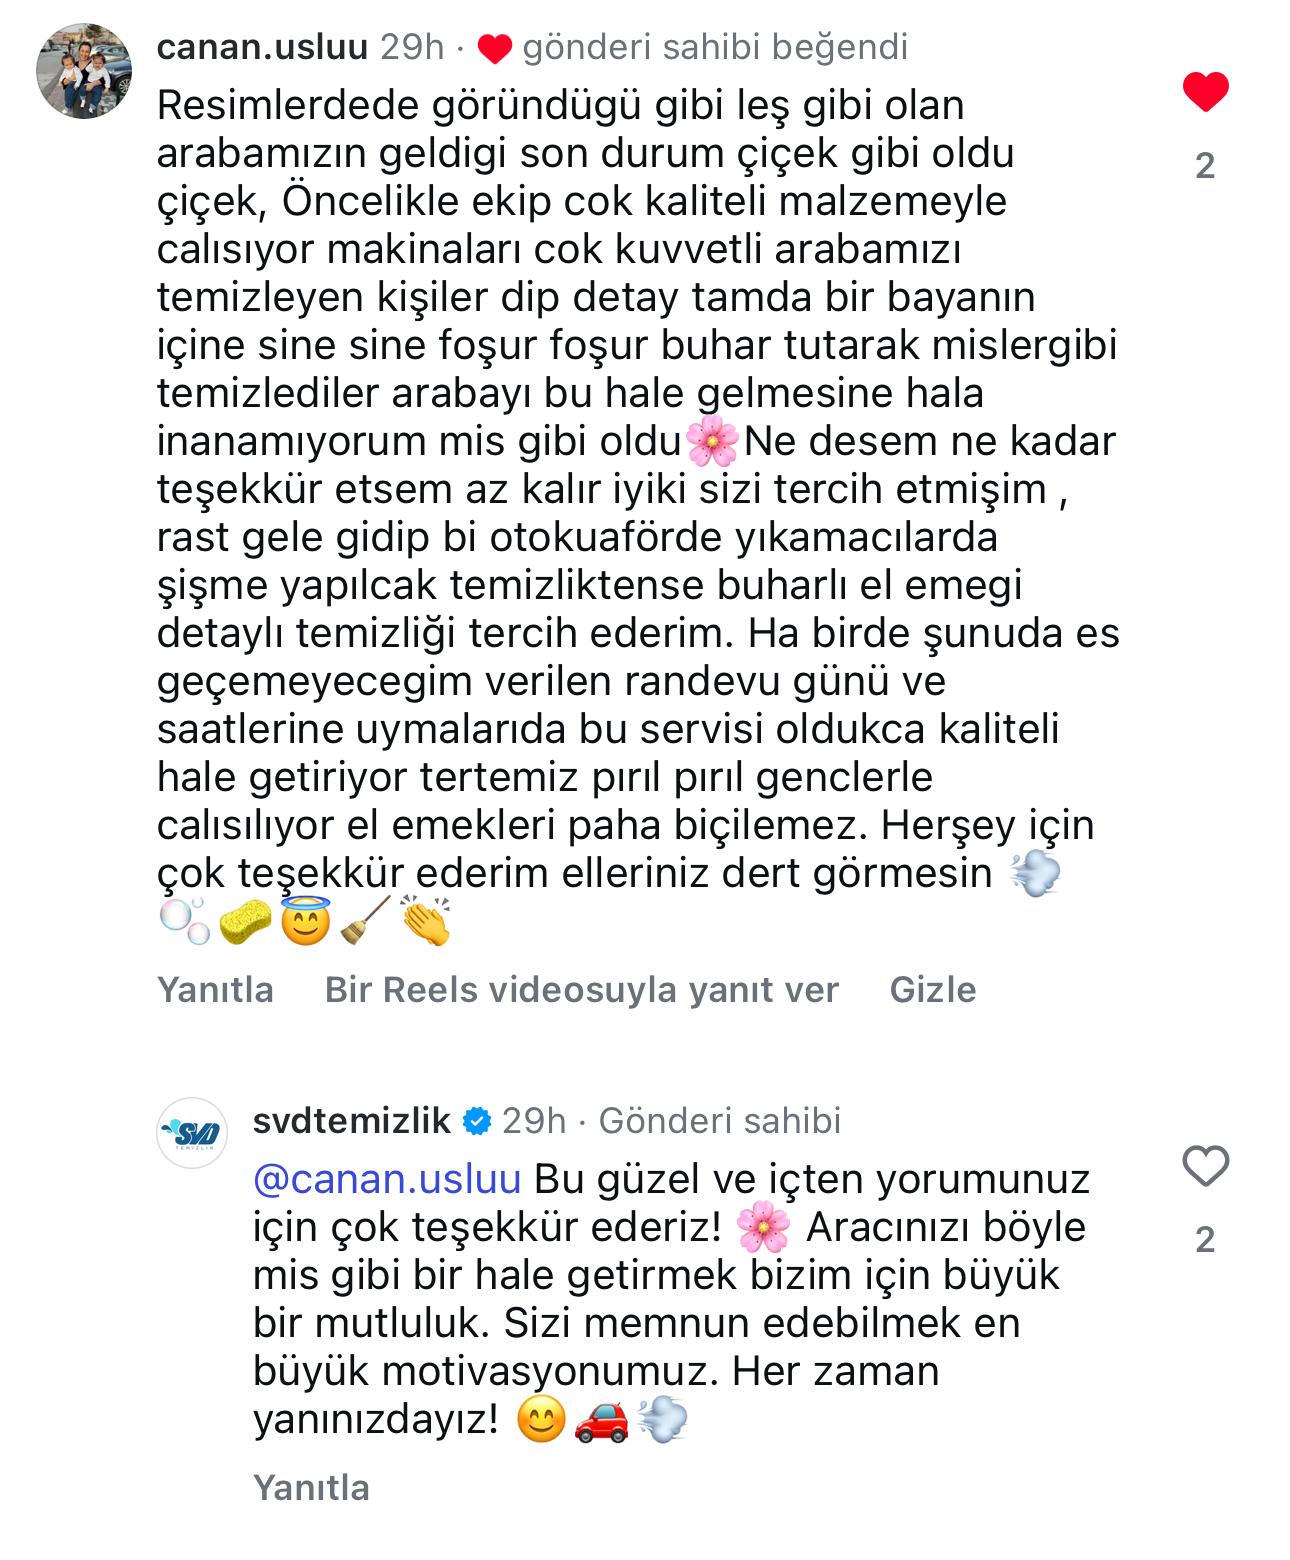 canan.usluu 29h · ❤️ gönderi sahibi beğendi
Resimlerdede göründügü gibi leş gibi olan
arabamızın geldigi son durum çiçek gibi oldu
çiçek, Öncelikle ekip cok kaliteli malzemeyle
calısıyor makinaları cok kuvvetli arabamızı
temizleyen kişiler dip detay tamda bir bayanın
içine sine sine foşur foşur buhar tutarak mislergibi
temizlediler arabayı bu hale gelmesine hala
inanamıyorum mis gibi oldu🌸Ne desem ne kadar
teşekkür etsem az kalır iyiki sizi tercih etmişim ,
rast gele gidip bi otokuaförde yıkamacılarda
şişme yapılcak temizliktense buharlı el emegi
detaylı temizliği tercih ederim. Ha birde şunuda es
geçemeyecegim verilen randevu günü ve
saatlerine uymalarıda bu servisi oldukca kaliteli
hale getiriyor tertemiz pırıl pırıl genclerle
calısılıyor el emekleri paha biçilemez. Herşey için
çok teşekkür ederim elleriniz dert görmesin 💨
🫧🧽😇🧹👏
2
Yanıtla Bir Reels videosuyla yanıt ver Gizle
SVD
TEMİZLİK
svdtemizlik 29h · Gönderi sahibi
@canan.usluu Bu güzel ve içten yorumunuz
için çok teşekkür ederiz! 🌸 Aracınızı böyle
mis gibi bir hale getirmek bizim için büyük
bir mutluluk. Sizi memnun edebilmek en
büyük motivasyonumuz. Her zaman
yanınızdayız! 😊🚗💨
2
Yanıtla